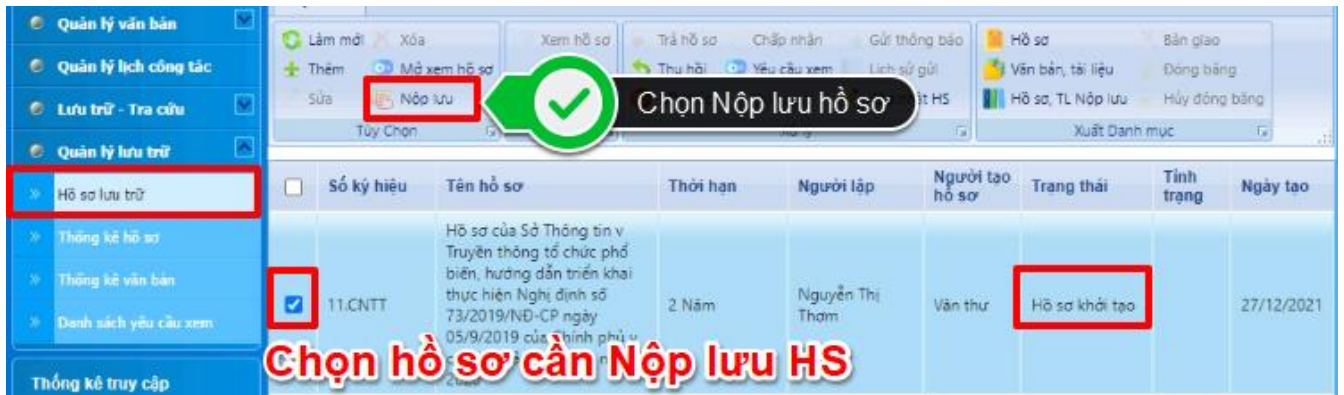 Quản lý văn bản
Quản lý lịch công tác
Lưu trữ - Tra cứu
Quản lý lưu trữ
Hồ sơ lưu trữ
Thống kê hồ sơ
Thống kê văn bản
Danh sách yêu cầu xem
Thống kê truy cập
Làm mới Xóa Xem hồ sơ Trả hồ sơ Chấp nhận Gửi thông báo Hồ sơ Bàn giao
Thêm Mở xem hồ sơ Thu hồi Yêu cầu xem Lịch sử gửi Văn bản, tài liệu Đóng băng
Sửa Nộp lưu Chọn Nộp lưu hồ sơ HS Hồ sơ, TL Nộp lưu Hủy đóng băng
Tùy Chọn Xuất Danh mục
Số ký hiệu Tên hồ sơ Thời hạn Người lập Người tạo hồ sơ Trang thái Tình trạng Ngày tạo
Hồ sơ của Sở Thông tin v
Truyền thông tổ chức phổ
biến, hướng dẫn triển khai
thực hiện Nghị định số
73/2019/NĐ-CP ngày
05/9/2019 của Chính phủ v
11.CNTT 2 Năm Nguyễn Thị Thơm Văn thư Hồ sơ khởi tạo 27/12/2021
Chọn hồ sơ cần Nộp lưu HS